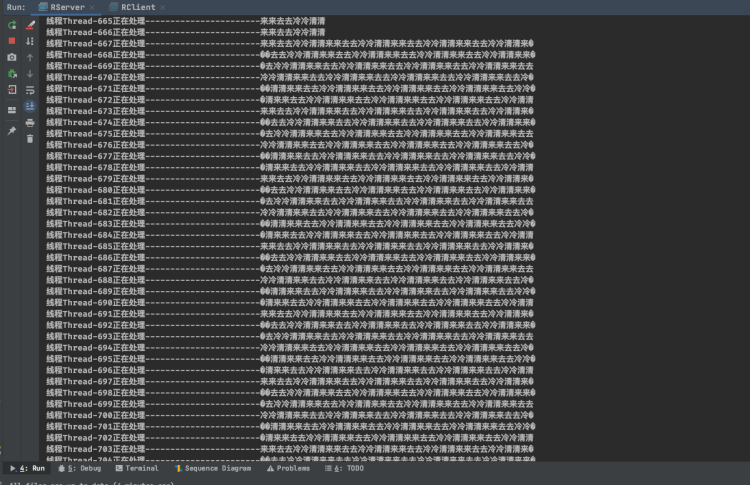 Run: RServer × RClient ×
线程Thread-665正在处理-----------------------来来去去冷冷清清
线程Thread-666正在处理-----------------------来来去去冷冷清清
线程Thread-667正在处理-----------------------来来去去冷冷清清来来去去冷冷清清来来去去冷冷清清来来去去冷冷清清来�
线程Thread-668正在处理-----------------------��去去冷冷清清来来去去冷冷清清来来去去冷冷清清来来去去冷冷清清来来�
线程Thread-669正在处理-----------------------�去冷冷清清来来去去冷冷清清来来去去冷冷清清来来去去冷冷清清来来去去
线程Thread-670正在处理-----------------------冷冷清清来来去去冷冷清清来来去去冷冷清清来来去去冷冷清清来来去去冷�
线程Thread-671正在处理-----------------------��清清来来去去冷冷清清来来去去冷冷清清来来去去冷冷清清来来去去冷冷�
线程Thread-672正在处理-----------------------�清来来去去冷冷清清来来去去冷冷清清来来去去冷冷清清来来去去冷冷清清
线程Thread-673正在处理-----------------------来来去去冷冷清清来来去去冷冷清清来来去去冷冷清清来来去去冷冷清清来�
线程Thread-674正在处理-----------------------��去去冷冷清清来来去去冷冷清清来来去去冷冷清清来来去去冷冷清清来来�
线程Thread-675正在处理-----------------------�去冷冷清清来来去去冷冷清清来来去去冷冷清清来来去去冷冷清清来来去去
线程Thread-676正在处理-----------------------冷冷清清来来去去冷冷清清来来去去冷冷清清来来去去冷冷清清来来去去冷�
线程Thread-677正在处理-----------------------��清清来来去去冷冷清清来来去去冷冷清清来来去去冷冷清清来来去去冷冷�
线程Thread-678正在处理-----------------------�清来来去去冷冷清清来来去去冷冷清清来来去去冷冷清清来来去去冷冷清清
线程Thread-679正在处理-----------------------来来去去冷冷清清来来去去冷冷清清来来去去冷冷清清来来去去冷冷清清来�
线程Thread-680正在处理-----------------------��去去冷冷清清来来去去冷冷清清来来去去冷冷清清来来去去冷冷清清来来�
线程Thread-681正在处理-----------------------�去冷冷清清来来去去冷冷清清来来去去冷冷清清来来去去冷冷清清来来去去
线程Thread-682正在处理-----------------------冷冷清清来来去去冷冷清清来来去去冷冷清清来来去去冷冷清清来来去去冷�
线程Thread-683正在处理-----------------------��清清来来去去冷冷清清来来去去冷冷清清来来去去冷冷清清来来去去冷冷�
线程Thread-684正在处理-----------------------�清来来去去冷冷清清来来去去冷冷清清来来去去冷冷清清来来去去冷冷清清
线程Thread-685正在处理-----------------------来来去去冷冷清清来来去去冷冷清清来来去去冷冷清清来来去去冷冷清清来�
线程Thread-686正在处理-----------------------��去去冷冷清清来来去去冷冷清清来来去去冷冷清清来来去去冷冷清清来来�
线程Thread-687正在处理-----------------------�去冷冷清清来来去去冷冷清清来来去去冷冷清清来来去去冷冷清清来来去去
线程Thread-688正在处理-----------------------冷冷清清来来去去冷冷清清来来去去冷冷清清来来去去冷冷清清来来去去冷�
线程Thread-689正在处理-----------------------��清清来来去去冷冷清清来来去去冷冷清清来来去去冷冷清清来来去去冷冷�
线程Thread-690正在处理-----------------------�清来来去去冷冷清清来来去去冷冷清清来来去去冷冷清清来来去去冷冷清清
线程Thread-691正在处理-----------------------来来去去冷冷清清来来去去冷冷清清来来去去冷冷清清来来去去冷冷清清来�
线程Thread-692正在处理-----------------------��去去冷冷清清来来去去冷冷清清来来去去冷冷清清来来去去冷冷清清来来�
线程Thread-693正在处理-----------------------�去冷冷清清来来去去冷冷清清来来去去冷冷清清来来去去冷冷清清来来去去
线程Thread-694正在处理-----------------------冷冷清清来来去去冷冷清清来来去去冷冷清清来来去去冷冷清清来来去去冷�
线程Thread-695正在处理-----------------------��清清来来去去冷冷清清来来去去冷冷清清来来去去冷冷清清来来去去冷冷�
线程Thread-696正在处理-----------------------�清来来去去冷冷清清来来去去冷冷清清来来去去冷冷清清来来去去冷冷清清
线程Thread-697正在处理-----------------------来来去去冷冷清清来来去去冷冷清清来来去去冷冷清清来来去去冷冷清清来�
线程Thread-698正在处理-----------------------��去去冷冷清清来来去去冷冷清清来来去去冷冷清清来来去去冷冷清清来来�
线程Thread-699正在处理-----------------------�去冷冷清清来来去去冷冷清清来来去去冷冷清清来来去去冷冷清清来来去去
线程Thread-700正在处理-----------------------冷冷清清来来去去冷冷清清来来去去冷冷清清来来去去冷冷清清来来去去冷�
线程Thread-701正在处理-----------------------��清清来来去去冷冷清清来来去去冷冷清清来来去去冷冷清清来来去去冷冷�
线程Thread-702正在处理-----------------------�清来来去去冷冷清清来来去去冷冷清清来来去去冷冷清清来来去去冷冷清清
线程Thread-703正在处理-----------------------来来去去冷冷清清来来去去冷冷清清来来去去冷冷清清来来去去冷冷清清来�
4: Run 5: Debug Terminal Sequence Diagram Problems 6: TODO